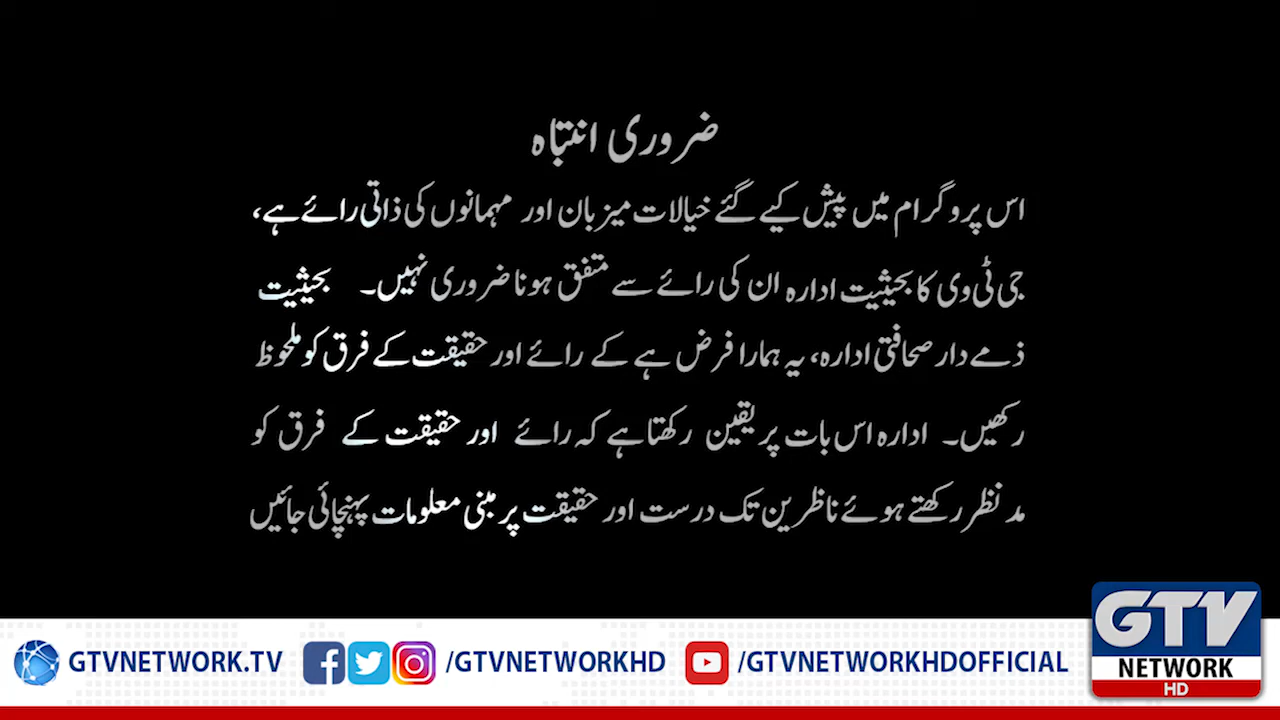 ضروری انتباہ
اس پروگرام میں پیش کیے گئے خیالات میزبان اور مہمانوں کی ذاتی رائے ہے،
جی ٹی وی کا بحیثیت ادارہ ان کی رائے سے متفق ہونا ضروری نہیں۔ بحیثیت
ذمے دار صحافتی ادارہ، یہ ہمارا فرض ہے کے رائے اور حقیقت کے فرق کو ملحوظ
رکھیں۔ ادارہ اس بات پر یقین رکھتا ہے کہ رائے اور حقیقت کے فرق کو
مد نظر رکھتے ہوئے ناظرین تک درست اور حقیقت پر مبنی معلومات پہنچائی جائیں
GTVNETWORK.TV /GTVNETWORKHD /GTVNETWORKHDOFFICIAL
GTV
NETWORK
HD